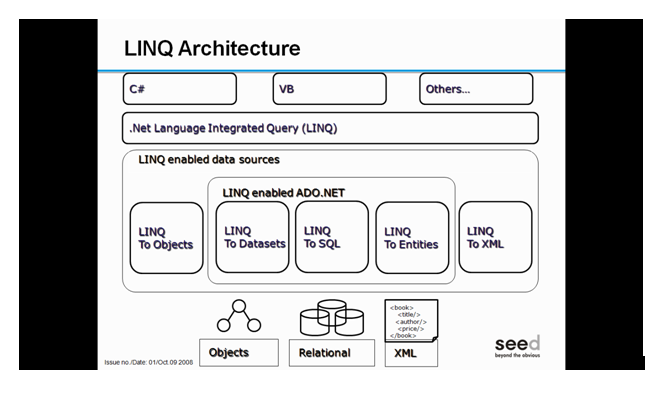 LINQ Architecture
C#
VB
Others...
.Net Language Integrated Query (LINQ)
LINQ enabled data sources
LINQ enabled ADO.NET
LINQ
To Objects
LINQ
To Datasets
LINQ
To SQL
LINQ
To Entities
LINQ
To XML
<book>
<title/>
<author/>
<price/>
</book>
Objects
Relational
XML
seed
beyond the obvious
Issue no./Date: 01/Oct.09 2008